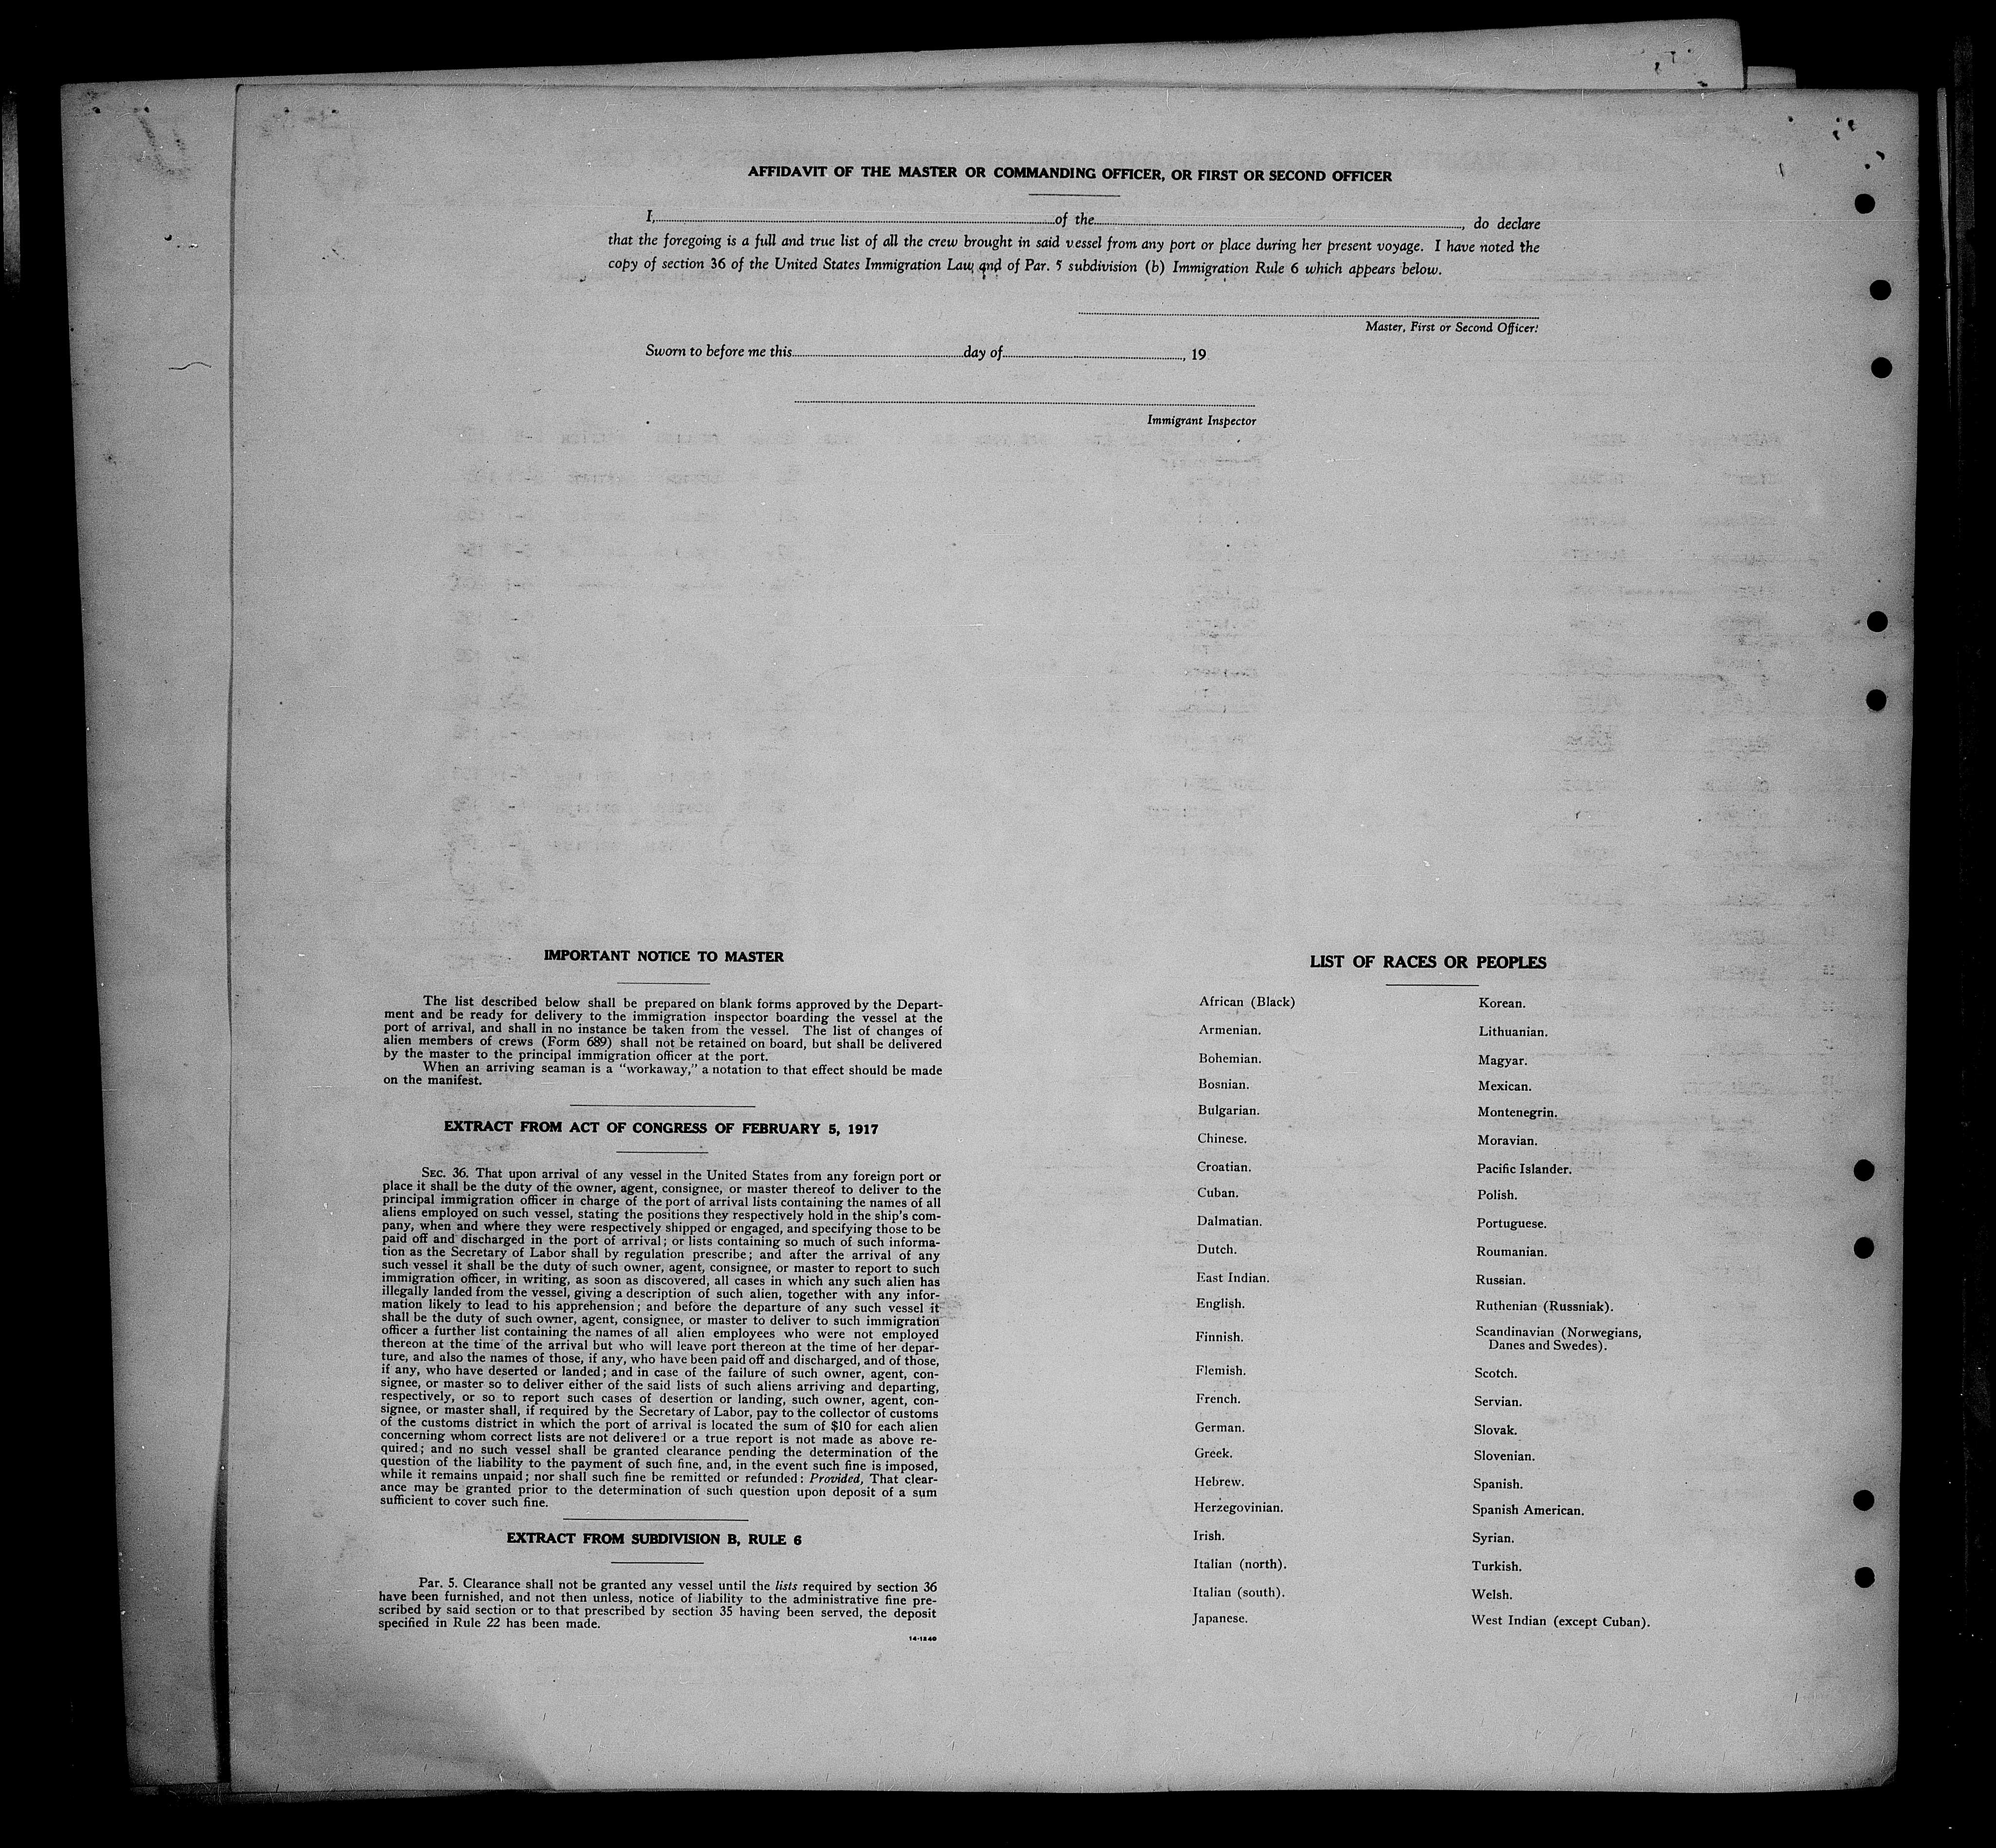 AFFIDAVIT OF THE MASTER OR COMMANDING OFFICER, OR FIRST OR SECOND OFFICER
I, of the , do declare
that the foregoing is a full and true list of all the crew brought in said vessel from any port or place during her present voyage. I have noted the
copy of section 36 of the United States Immigration Law, and of Par. 5 subdivision (b) Immigration Rule 6 which appears below.
Master, First or Second Officer.
Sworn to before me this day of , 19
Immigrant Inspector
IMPORTANT NOTICE TO MASTER
The list described below shall be prepared on blank forms approved by the Depart-
ment and be ready for delivery to the immigration inspector boarding the vessel at the
port of arrival, and shall in no instance be taken from the vessel. The list of changes of
alien members of crews (Form 689) shall not be retained on board, but shall be delivered
by the master to the principal immigration officer at the port.
When an arriving seaman is a "workaway," a notation to that effect should be made
on the manifest.
EXTRACT FROM ACT OF CONGRESS OF FEBRUARY 5, 1917
SEC. 36. That upon arrival of any vessel in the United States from any foreign port or
place it shall be the duty of the owner, agent, consignee, or master thereof to deliver to the
principal immigration officer in charge of the port of arrival lists containing the names of all
aliens employed on such vessel, stating the positions they respectively hold in the ship's com-
pany, when and where they were respectively shipped or engaged, and specifying those to be
paid off and discharged in the port of arrival; or lists containing so much of such informa-
tion as the Secretary of Labor shall by regulation prescribe; and after the arrival of any
such vessel it shall be the duty of such owner, agent, consignee, or master to report to such
immigration officer, in writing, as soon as discovered, all cases in which any such alien has
illegally landed from the vessel, giving a description of such alien, together with any infor-
mation likely to lead to his apprehension; and before the departure of any such vessel it
shall be the duty of such owner, agent, consignee, or master to deliver to such immigration
officer a further list containing the names of all alien employees who were not employed
thereon at the time of the arrival but who will leave port thereon at the time of her depar-
ture, and also the names of those, if any, who have been paid off and discharged, and of those,
if any, who have deserted or landed; and in case of the failure of such owner, agent, con-
signee, or master so to deliver either of the said lists of such aliens arriving and departing,
respectively, or so to report such cases of desertion or landing, such owner, agent, con-
signee, or master shall, if required by the Secretary of Labor, pay to the collector of customs
of the customs district in which the port of arrival is located the sum of $10 for each alien
concerning whom correct lists are not delivered or a true report is not made as above re-
quired; and no such vessel shall be granted clearance pending the determination of the
question of the liability to the payment of such fine, and, in the event such fine is imposed,
while it remains unpaid; nor shall such fine be remitted or refunded: Provided, That clear-
ance may be granted prior to the determination of such question upon deposit of a sum
sufficient to cover such fine.
EXTRACT FROM SUBDIVISION B, RULE 6
Par. 5. Clearance shall not be granted any vessel until the lists required by section 36
have been furnished, and not then unless, notice of liability to the administrative fine pre-
scribed by said section or to that prescribed by section 35 having been served, the deposit
specified in Rule 22 has been made.
14-1240
LIST OF RACES OR PEOPLES
African (Black)
Armenian.
Bohemian.
Bosnian.
Bulgarian.
Chinese.
Croatian.
Cuban.
Dalmatian.
Dutch.
East Indian.
English.
Finnish.
Flemish.
French.
German.
Greek.
Hebrew.
Herzegovinian.
Irish.
Italian (north).
Italian (south).
Japanese.
Korean.
Lithuanian.
Magyar.
Mexican.
Montenegrin.
Moravian.
Pacific Islander.
Polish.
Portuguese.
Roumanian.
Russian.
Ruthenian (Russniak).
Scandinavian (Norwegians,
Danes and Swedes).
Scotch.
Servian.
Slovak.
Slovenian.
Spanish.
Spanish American.
Syrian.
Turkish.
Welsh.
West Indian (except Cuban).